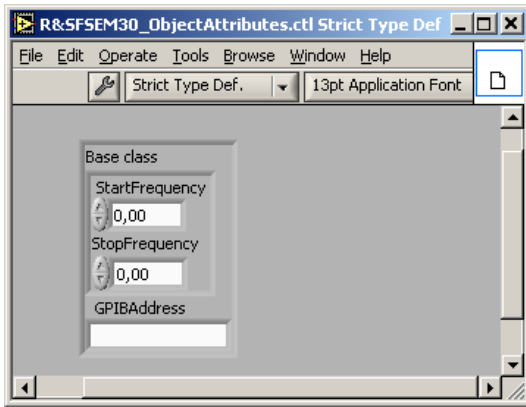 R&SFSEM30_ObjectAttributes.ctl Strict Type Def
File Edit Operate Tools Browse Window Help
Strict Type Def. 13pt Application Font
Base class
StartFrequency
0,00
StopFrequency
0,00
GPIBAddress